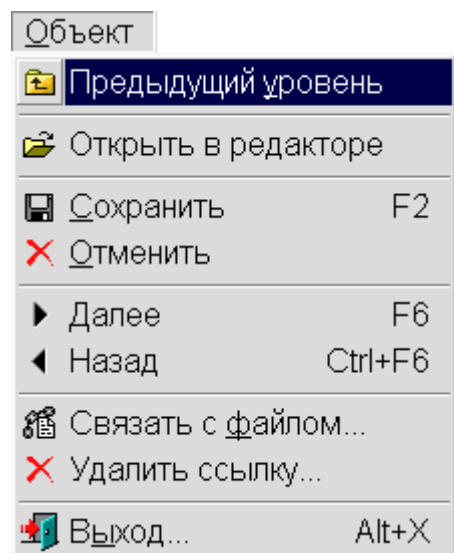 Объект
Предыдущий уровень
Открыть в редакторе
Сохранить F2
Отменить
Далее F6
Назад Ctrl+F6
Связать с файлом...
Удалить ссылку...
Выход... Alt+X